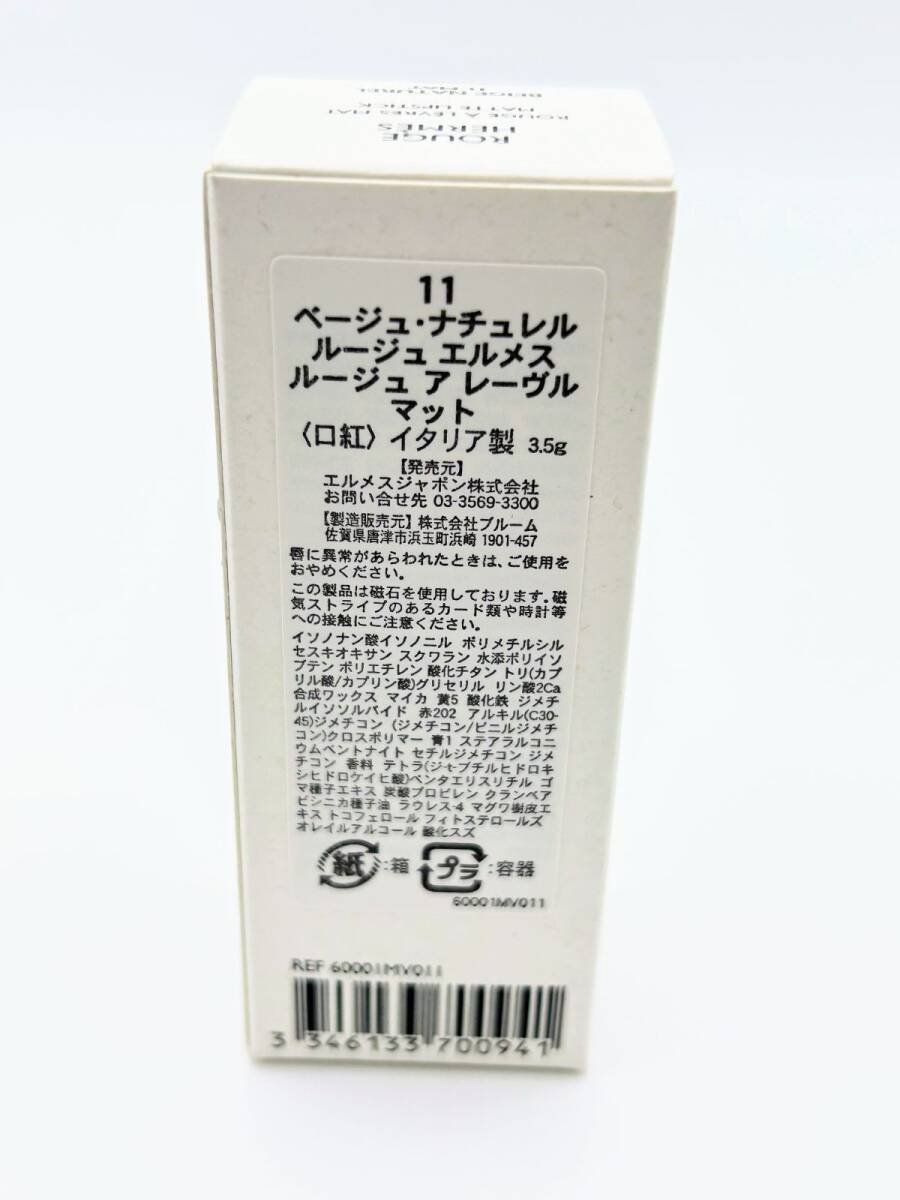 ROUGE
HERMÈS
ROUGE À LÈVRES MAT
MATTE LIPSTICK
BEIGE NATUREL
11 MAT
11
ベージュ・ナチュレル
ルージュ エルメス
ルージュ ア レーヴル
マット
〈口紅〉イタリア製 3.5g
【発売元】
エルメスジャポン株式会社
お問い合せ先 03-3569-3300
【製造販売元】株式会社ブルーム
佐賀県唐津市浜玉町浜崎 1901-457
唇に異常があらわれたときは、ご使用を
おやめください。
この製品は磁石を使用しております。磁
気ストライプのあるカード類や時計等
への接触にご注意ください。
イソノナン酸イソノニル ポリメチルシル
セスキオキサン スクワラン 水添ポリイソ
ブテン ポリエチレン 酸化チタン トリ(カプ
リル酸/カプリン酸)グリセリル リン酸2Ca
合成ワックス マイカ 黄5 酸化鉄 ジメチ
ルイソソルバイド 赤202 アルキル(C30-
45)ジメチコン (ジメチコン/ビニルジメチ
コン)クロスポリマー 青1 ステアラルコニ
ウムベントナイト セチルジメチコン ジメ
チコン 香料 テトラ(ジ-t-ブチルヒドロキ
シヒドロケイヒ酸)ペンタエリスリチル ゴ
マ種子エキス 炭酸プロピレン クランベア
ビシニカ種子油 ラウレス-4 マグワ樹皮エ
キス トコフェロール フィトステロールズ
オレイルアルコール 酸化スズ
紙 :箱 プラ :容器
60001MV011
REF 60001MV011
3 346133 700941